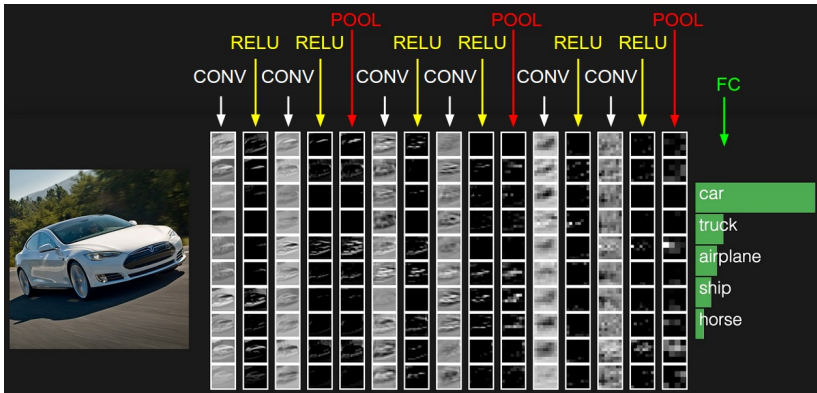 POOL POOL POOL
RELU RELU RELU RELU RELU RELU
CONV CONV CONV CONV CONV CONV
FC
car
truck
airplane
ship
horse